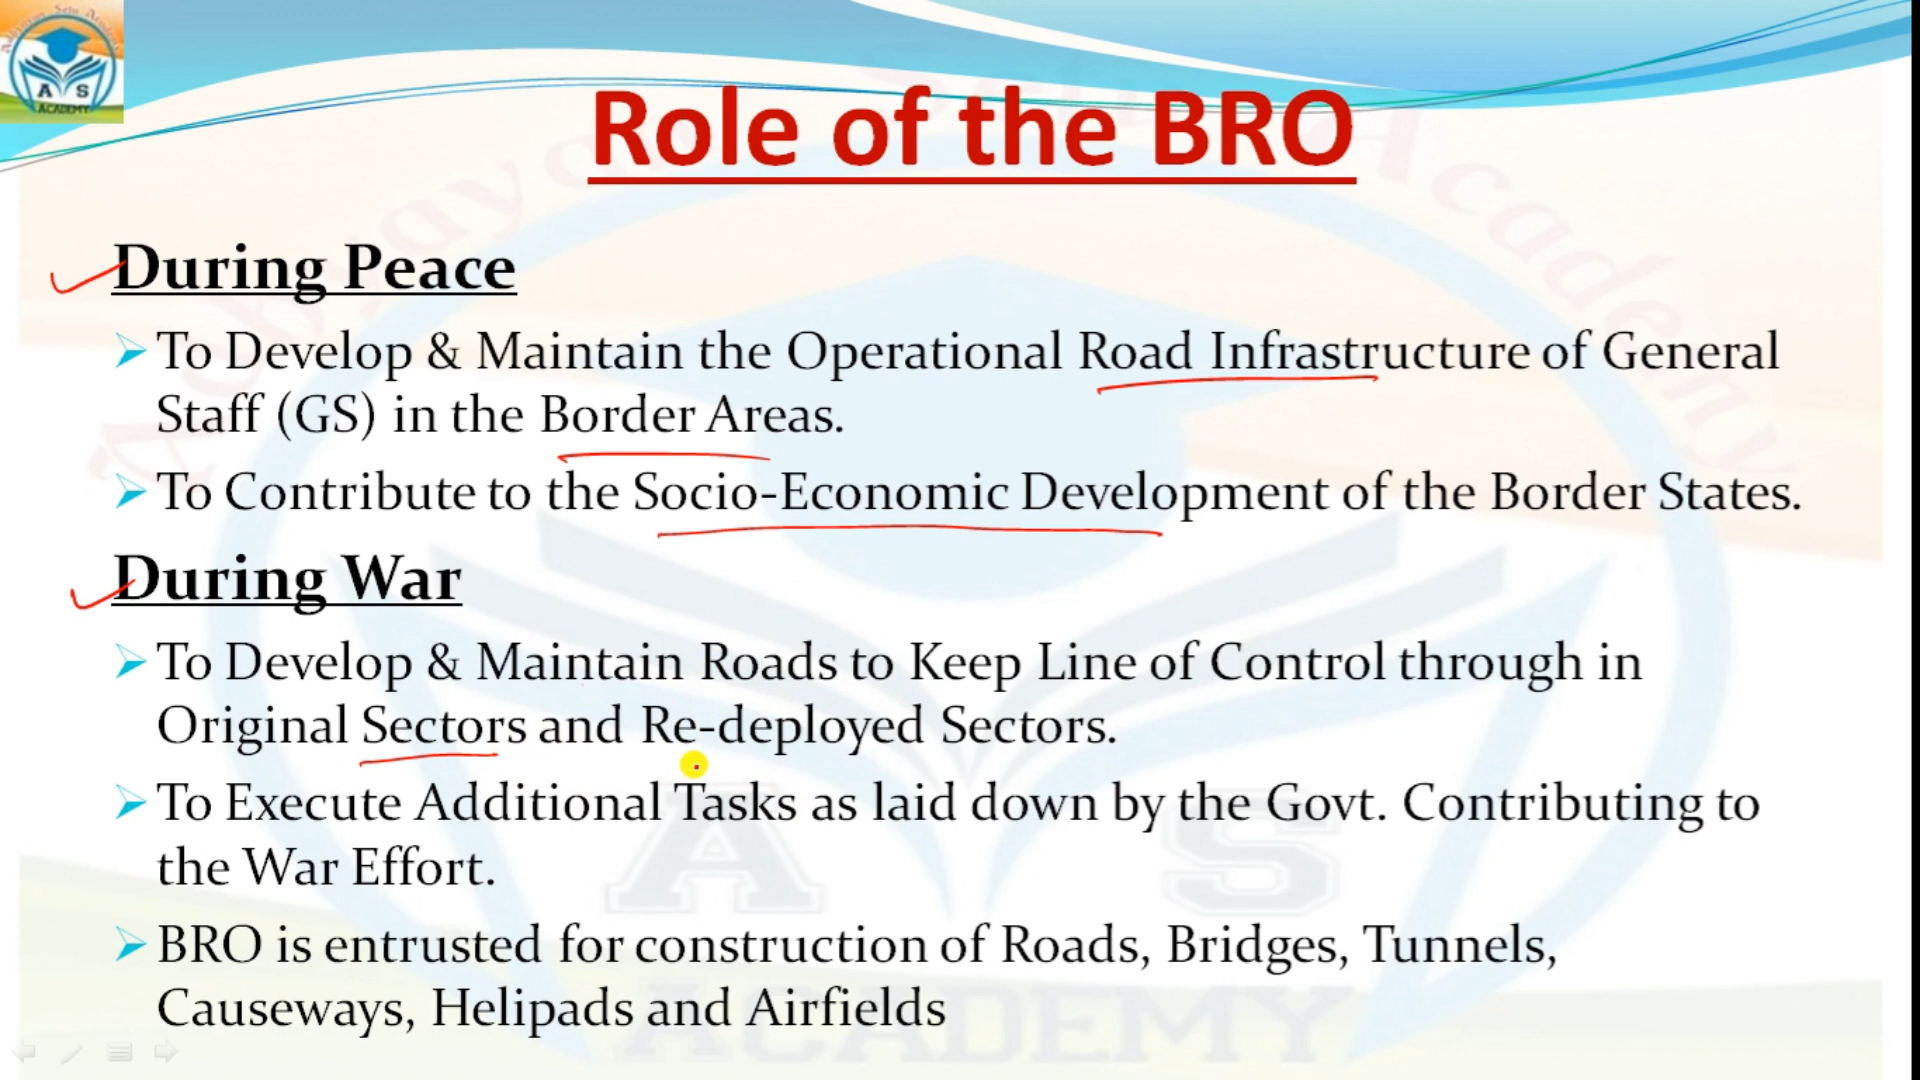 Adhyayan Setu Academy
A S
ACADEMY
Role of the BRO
During Peace
To Develop & Maintain the Operational Road Infrastructure of General
Staff (GS) in the Border Areas.
To Contribute to the Socio-Economic Development of the Border States.
During War
To Develop & Maintain Roads to Keep Line of Control through in
Original Sectors and Re-deployed Sectors.
To Execute Additional Tasks as laid down by the Govt. Contributing to
the War Effort.
BRO is entrusted for construction of Roads, Bridges, Tunnels,
Causeways, Helipads and Airfields